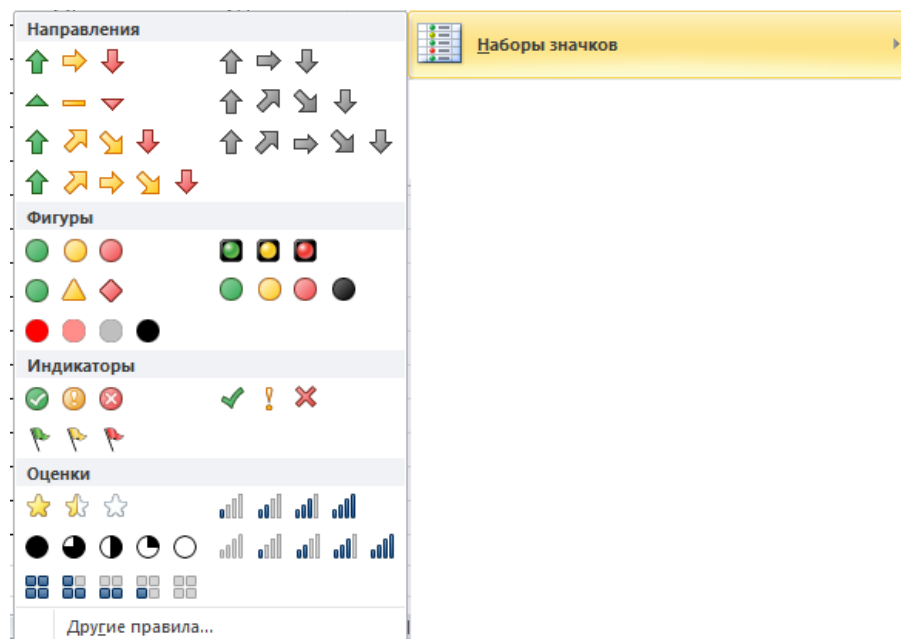 Направления
Наборы значков
Фигуры
Индикаторы
Оценки
Другие правила...